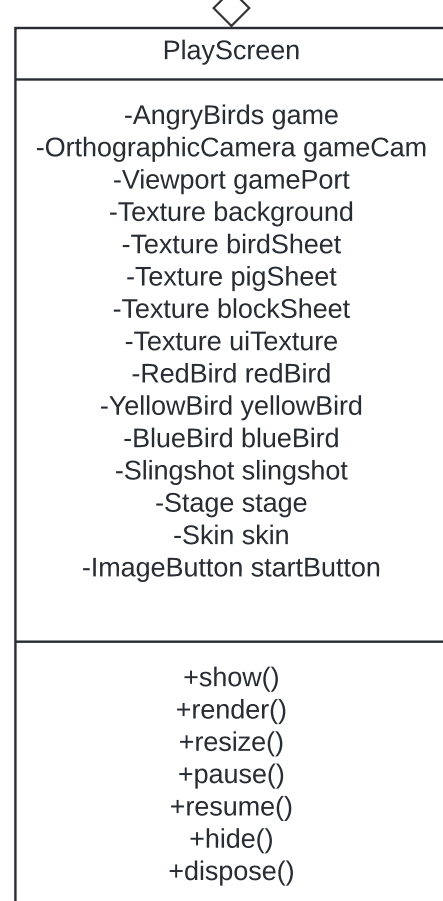 PlayScreen
-AngryBirds game
-OrthographicCamera gameCam
-Viewport gamePort
-Texture background
-Texture birdSheet
-Texture pigSheet
-Texture blockSheet
-Texture uiTexture
-RedBird redBird
-YellowBird yellowBird
-BlueBird blueBird
-Slingshot slingshot
-Stage stage
-Skin skin
-ImageButton startButton
+show()
+render()
+resize()
+pause()
+resume()
+hide()
+dispose()